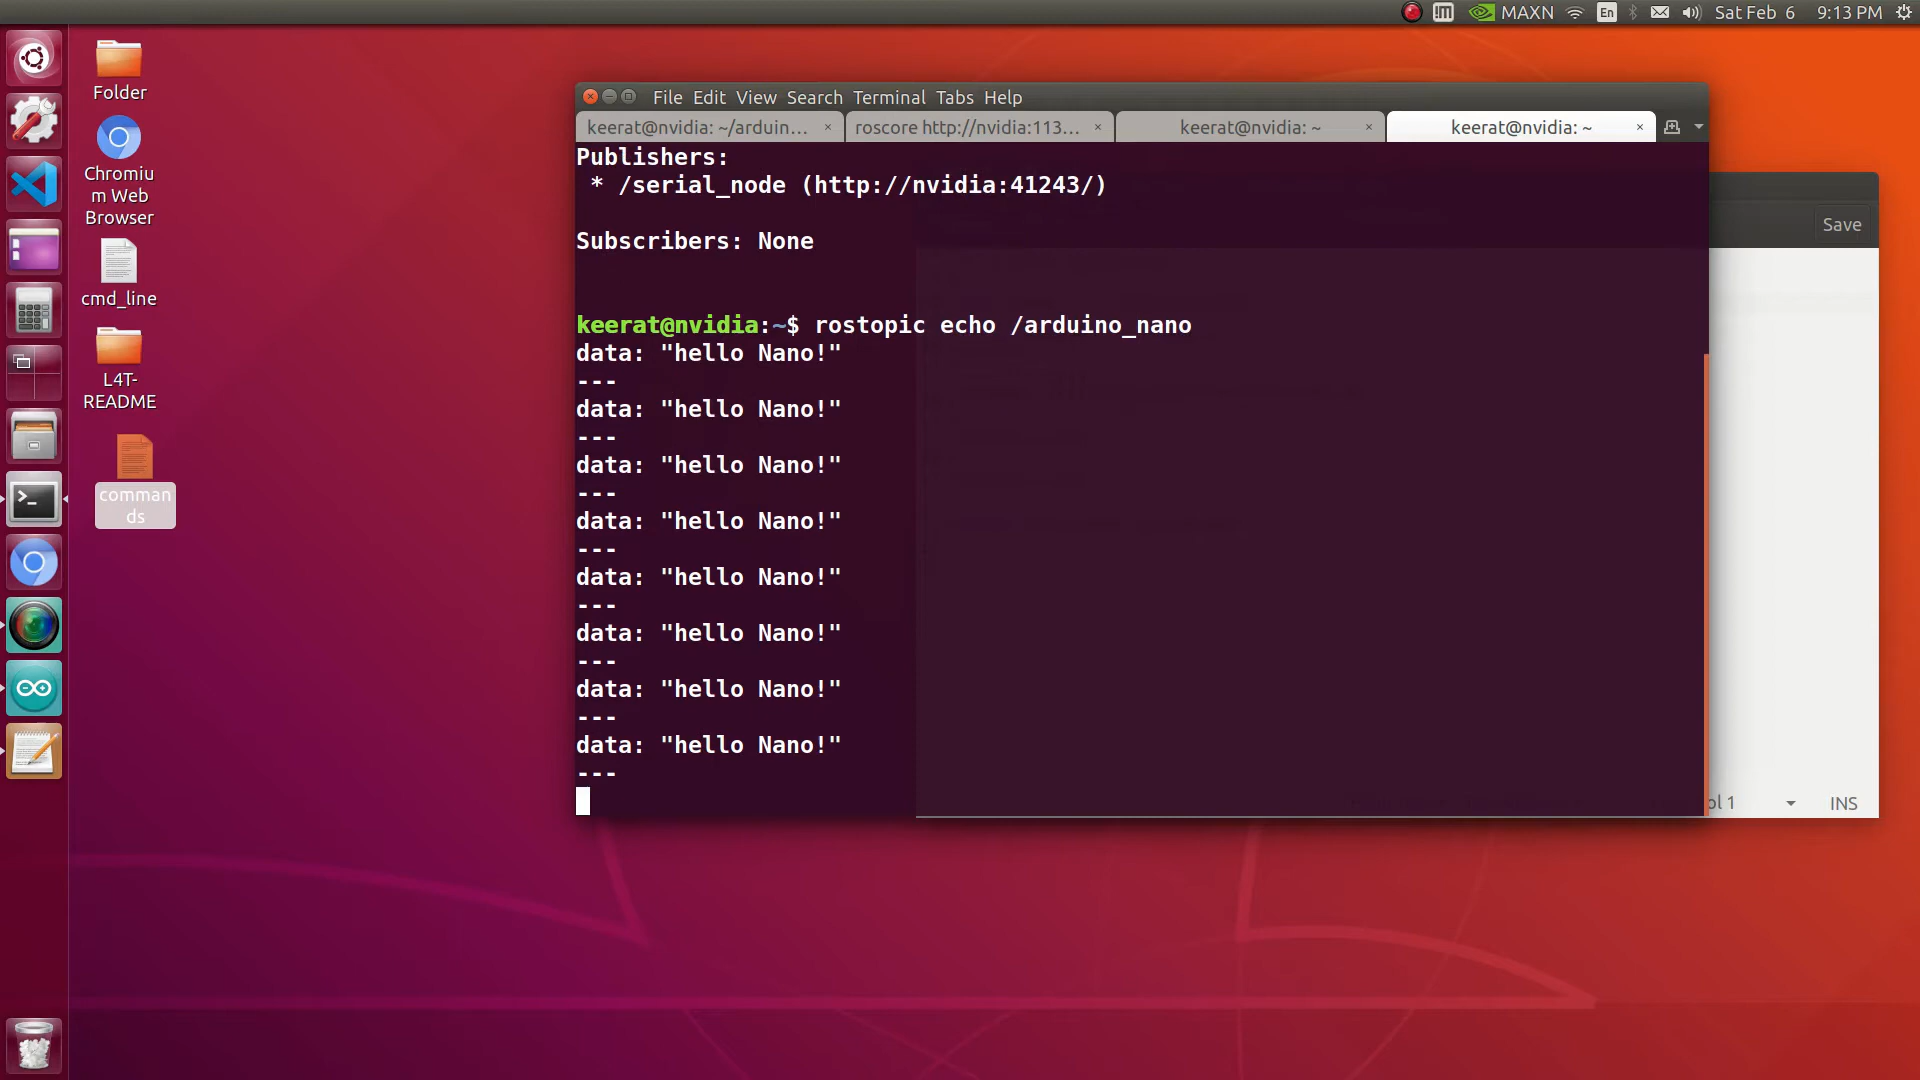 MAXN
En
Sat Feb 6
9:13 PM
Folder
Chromiu
m Web
Browser
cmd_line
L4T-
README
comman
ds
File Edit View Search Terminal Tabs Help
keerat@nvidia: ~/arduin...
roscore http://nvidia:113...
keerat@nvidia: ~
keerat@nvidia: ~
Publishers:
* /serial_node (http://nvidia:41243/)
Subscribers: None
keerat@nvidia:~$ rostopic echo /arduino_nano
data: "hello Nano!"
---
data: "hello Nano!"
---
data: "hello Nano!"
---
data: "hello Nano!"
---
data: "hello Nano!"
---
data: "hello Nano!"
---
data: "hello Nano!"
---
data: "hello Nano!"
---
Save
ol 1
INS